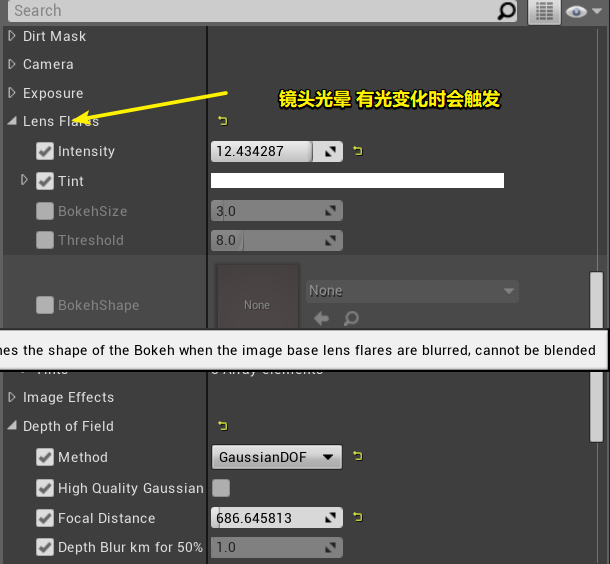 Search
Dirt Mask
Camera
Exposure
镜头光晕 有光变化时会触发
Lens Flares
Intensity 12.434287
Tint
BokehSize 3.0
Threshold 8.0
BokehShape None None
nes the shape of the Bokeh when the image base lens flares are blurred, cannot be blended
Image Effects
Depth of Field
Method GaussianDOF
High Quality Gaussian
Focal Distance 686.645813
Depth Blur km for 50% 1.0